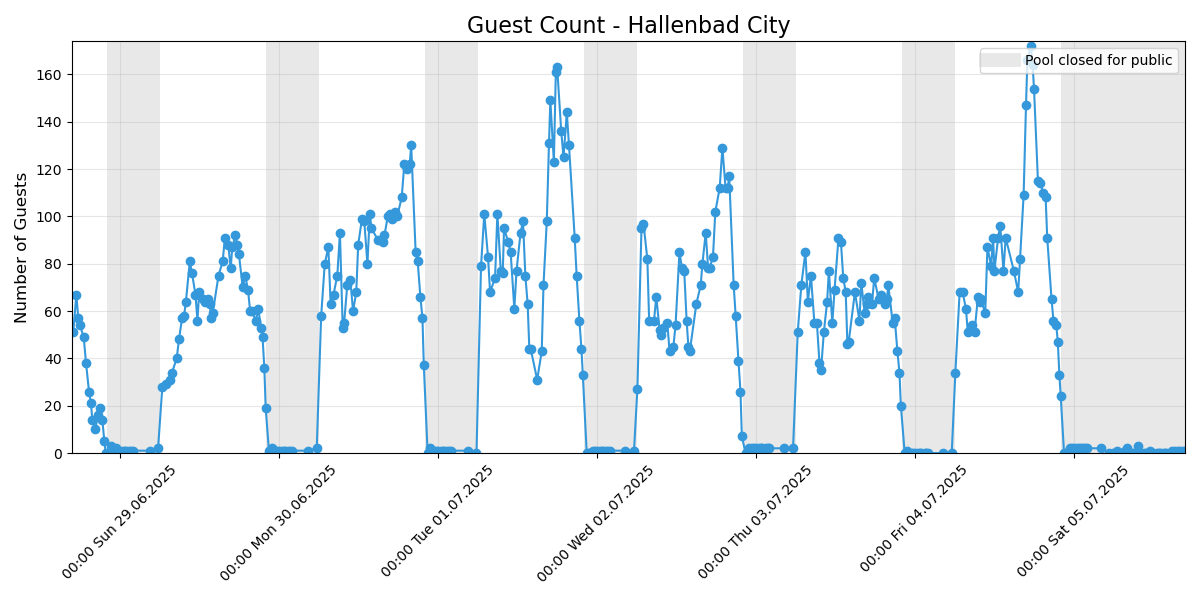 Guest Count - Hallenbad City
Pool closed for public
Number of Guests
160
140
120
100
80
60
40
20
0
00:00 Sun 29.06.2025
00:00 Mon 30.06.2025
00:00 Tue 01.07.2025
00:00 Wed 02.07.2025
00:00 Thu 03.07.2025
00:00 Fri 04.07.2025
00:00 Sat 05.07.2025